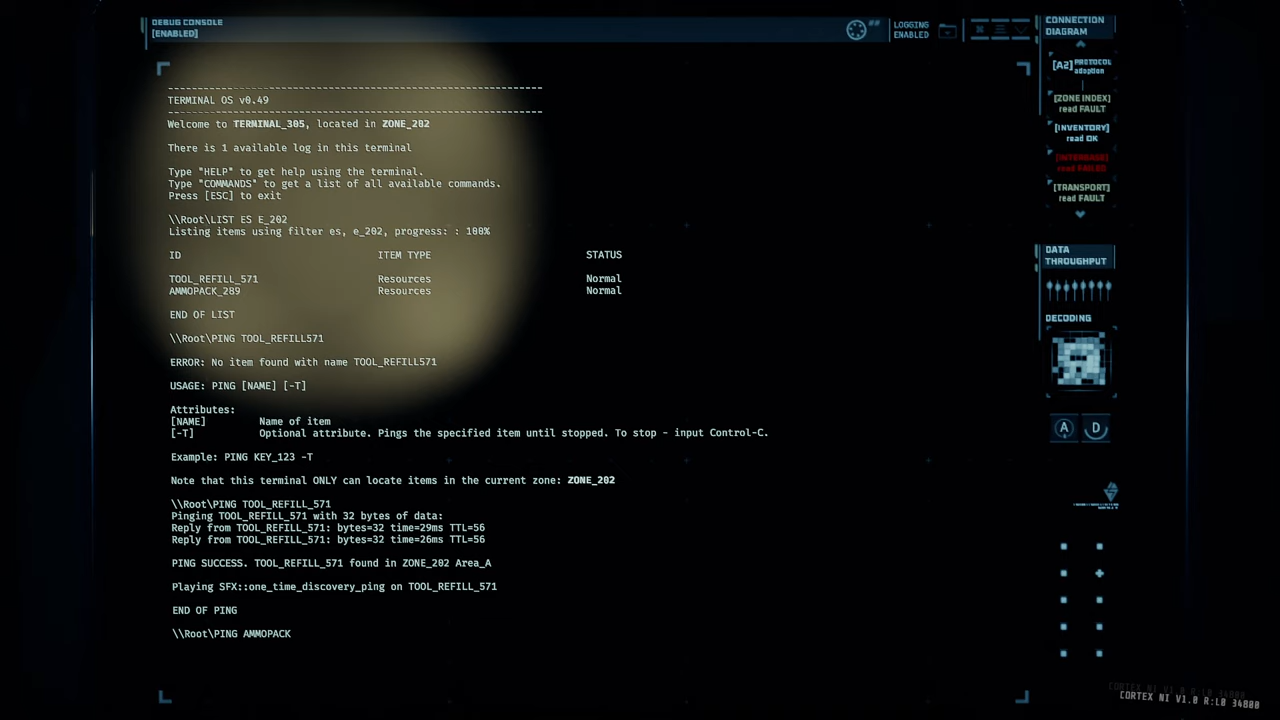 DEBUG CONSOLE
[ENABLED]
LOGGING
ENABLED
------------------------------------------------------------
TERMINAL OS v0.49
------------------------------------------------------------
Welcome to TERMINAL_305, located in ZONE_202
There is 1 available log in this terminal
Type "HELP" to get help using the terminal.
Type "COMMANDS" to get a list of all available commands.
Press [ESC] to exit
\\Root\LIST ES E_202
Listing items using filter es, e_202, progress: : 100%
ID ITEM TYPE STATUS
TOOL_REFILL_571 Resources Normal
AMMOPACK_289 Resources Normal
END OF LIST
\\Root\PING TOOL_REFILL571
ERROR: No item found with name TOOL_REFILL571
USAGE: PING [NAME] [-T]
Attributes:
[NAME] Name of item
[-T] Optional attribute. Pings the specified item until stopped. To stop - input Control-C.
Example: PING KEY_123 -T
Note that this terminal ONLY can locate items in the current zone: ZONE_202
\\Root\PING TOOL_REFILL_571
Pinging TOOL_REFILL_571 with 32 bytes of data:
Reply from TOOL_REFILL_571: bytes=32 time=29ms TTL=56
Reply from TOOL_REFILL_571: bytes=32 time=26ms TTL=56
PING SUCCESS. TOOL_REFILL_571 found in ZONE_202 Area_A
Playing SFX::one_time_discovery_ping on TOOL_REFILL_571
END OF PING
\\Root\PING AMMOPACK
CONNECTION
DIAGRAM
[A2] PROTOCOL
adoption
[ZONE INDEX]
read FAULT
[INVENTORY]
read OK
[INTERBASE]
read FAILED
[TRANSPORT]
read FAULT
DATA
THROUGHPUT
DECODING
A D
CORTEX NI V1.0 R:L0 34800